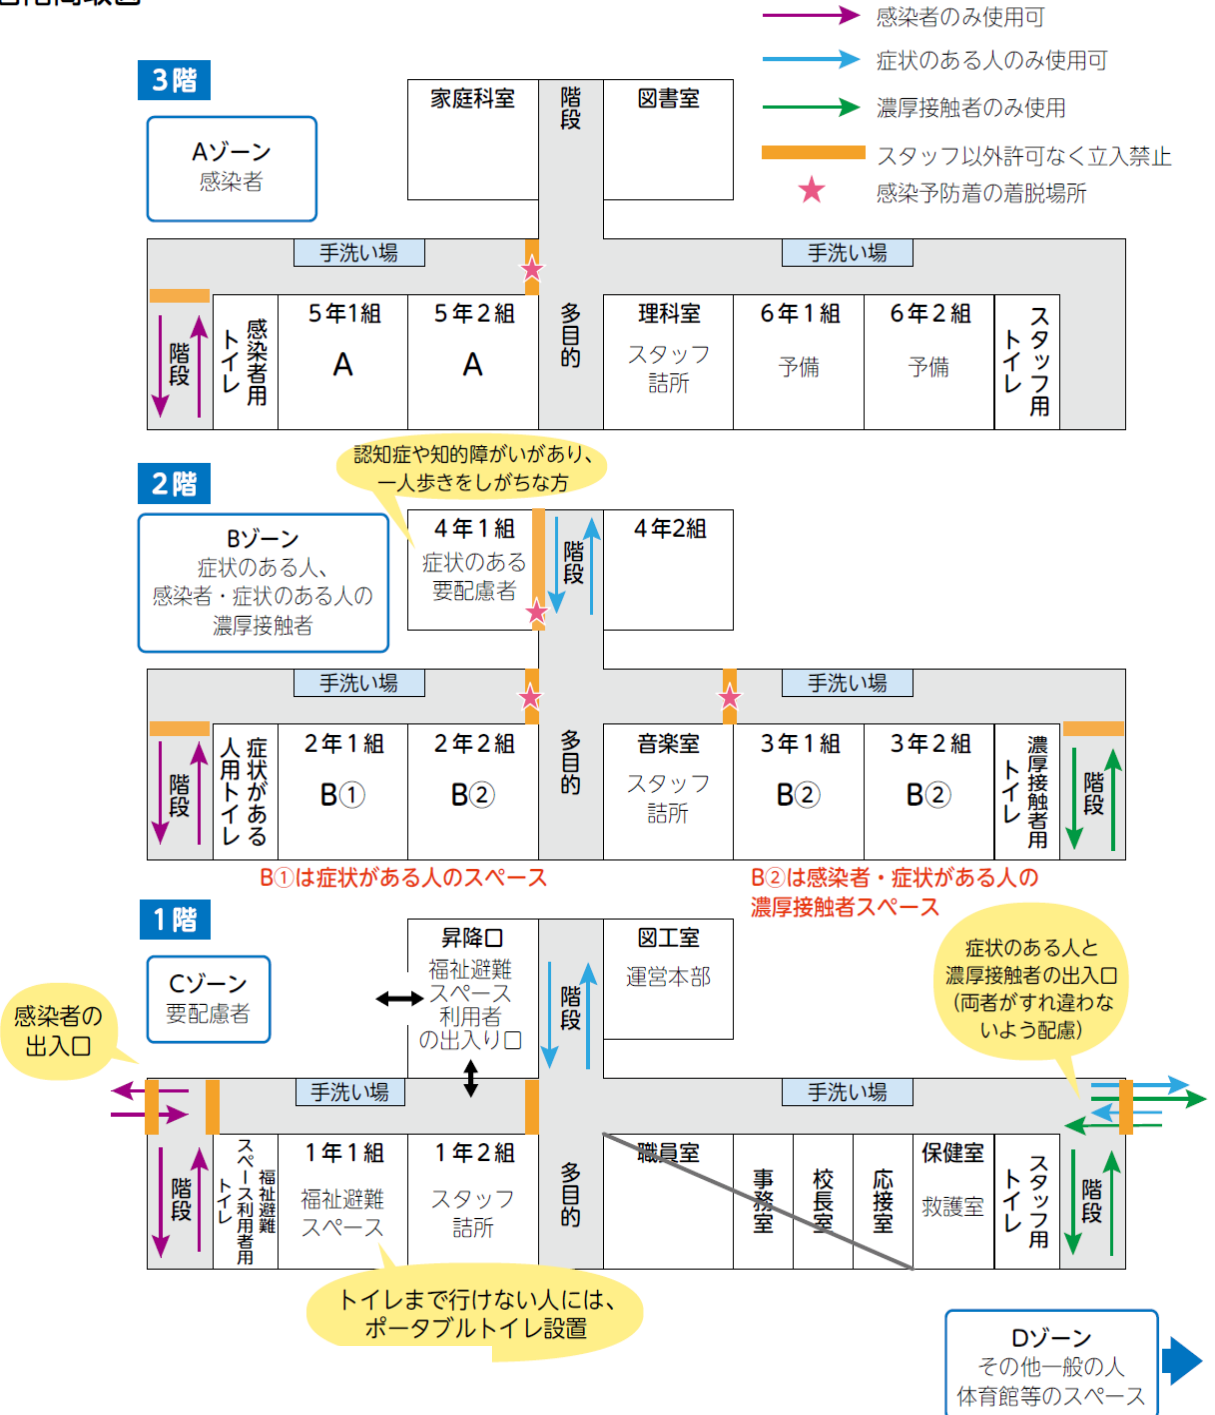 感染者のみ使用可
症状のある人のみ使用可
濃厚接触者のみ使用
スタッフ以外許可なく立入禁止
感染予防着の着脱場所
3階
Aゾーン
感染者
家庭科室
階段
図書室
手洗い場
手洗い場
階段
感染者用
トイレ
5年1組
A
5年2組
A
多目的
理科室
スタッフ
詰所
6年1組
予備
6年2組
予備
スタッフ用
トイレ
認知症や知的障がいがあり、
一人歩きをしがちな方
2階
Bゾーン
症状のある人、
感染者・症状のある人の
濃厚接触者
4年1組
症状のある
要配慮者
階段
4年2組
手洗い場
手洗い場
階段
症状がある
人用トイレ
2年1組
B①
2年2組
B②
多目的
音楽室
スタッフ
詰所
3年1組
B②
3年2組
B②
濃厚接触者用
トイレ
階段
B①は症状がある人のスペース
B②は感染者・症状がある人の
濃厚接触者スペース
1階
Cゾーン
要配慮者
感染者の
出入口
昇降口
福祉避難
スペース
利用者
の出入り口
階段
図工室
運営本部
症状のある人と
濃厚接触者の出入口
(両者がすれ違わな
いよう配慮)
手洗い場
手洗い場
階段
福祉避難
スペース利用者用
トイレ
1年1組
福祉避難
スペース
1年2組
スタッフ
詰所
多目的
職員室
事務室
校長室
応接室
保健室
救護室
スタッフ用
トイレ
階段
トイレまで行けない人には、
ポータブルトイレ設置
Dゾーン
その他一般の人
体育館等のスペース